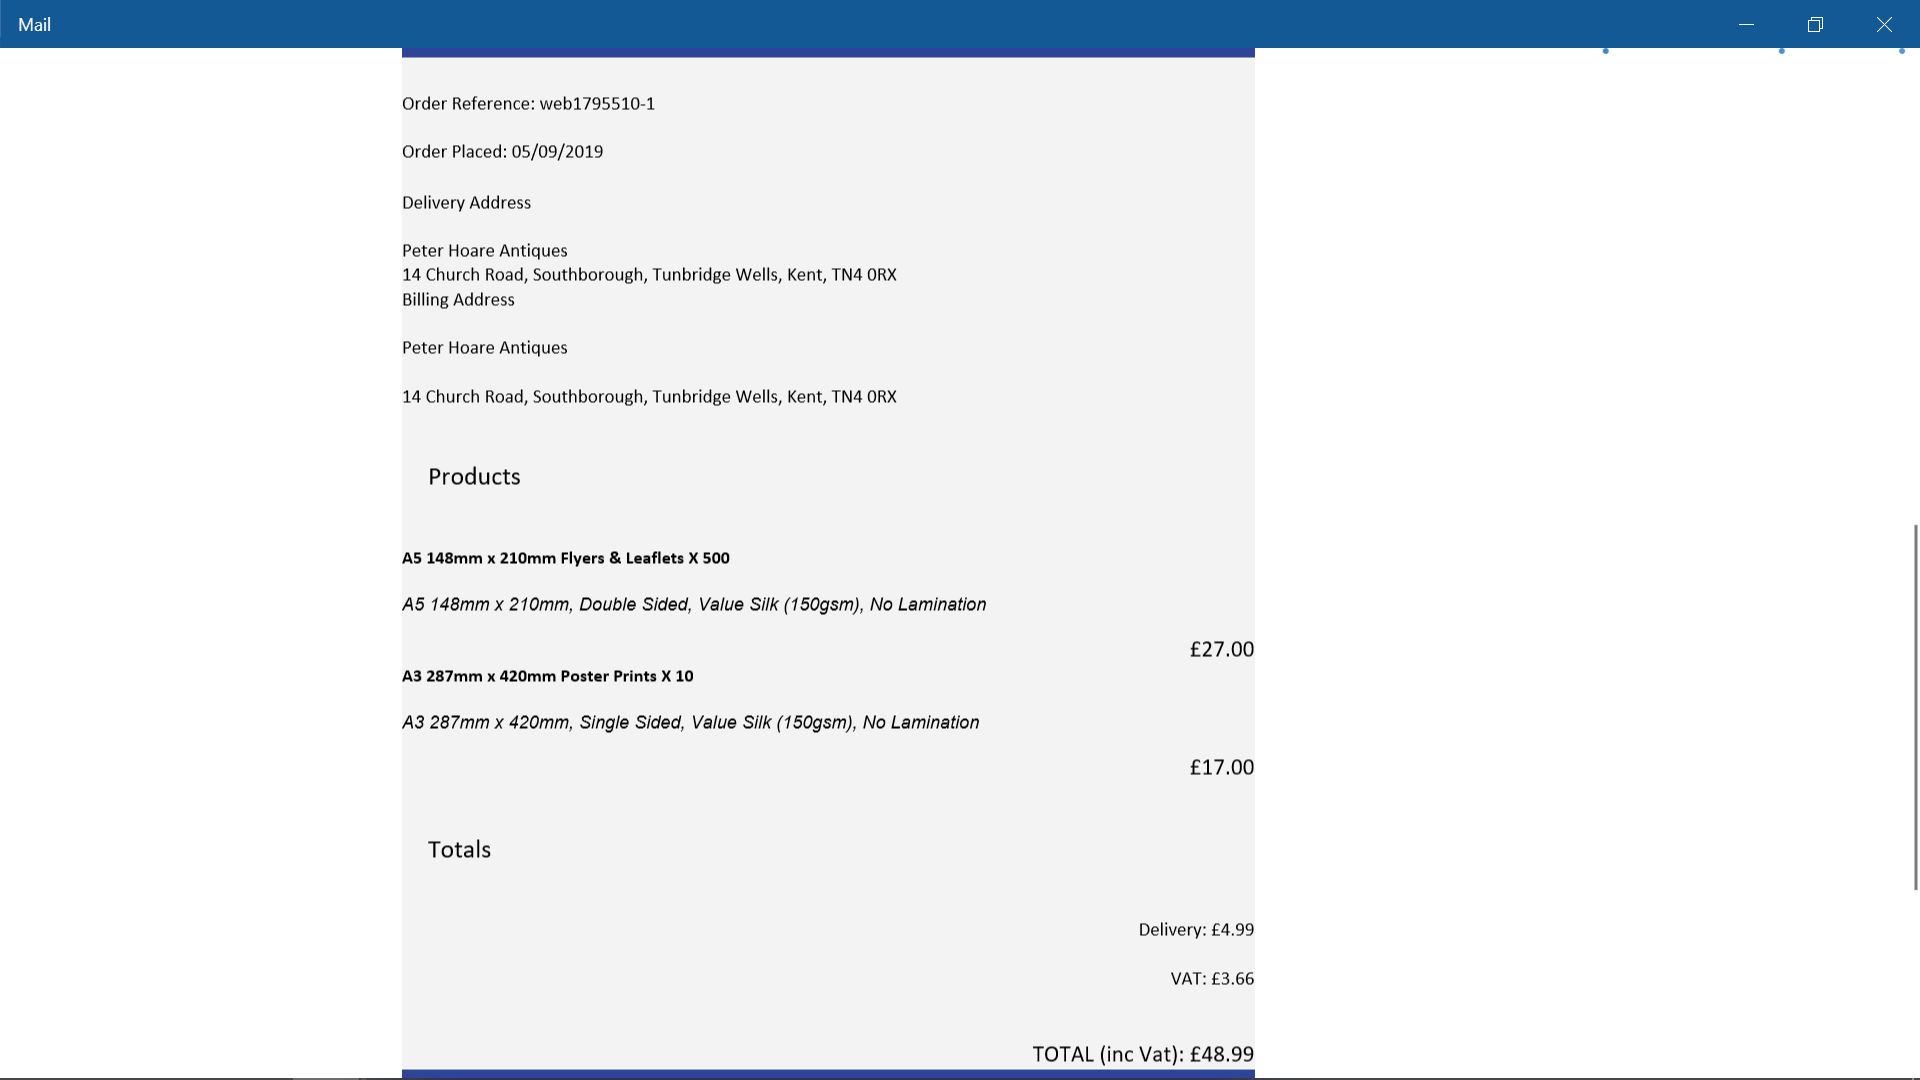 Mail
Order Reference: web1795510-1
Order Placed: 05/09/2019
Delivery Address
Peter Hoare Antiques
14 Church Road, Southborough, Tunbridge Wells, Kent, TN4 0RX
Billing Address
Peter Hoare Antiques
14 Church Road, Southborough, Tunbridge Wells, Kent, TN4 0RX
Products
A5 148mm x 210mm Flyers & Leaflets X 500
A5 148mm x 210mm, Double Sided, Value Silk (150gsm), No Lamination
£27.00
A3 287mm x 420mm Poster Prints X 10
A3 287mm x 420mm, Single Sided, Value Silk (150gsm), No Lamination
£17.00
Totals
Delivery: £4.99
VAT: £3.66
TOTAL (inc Vat): £48.99